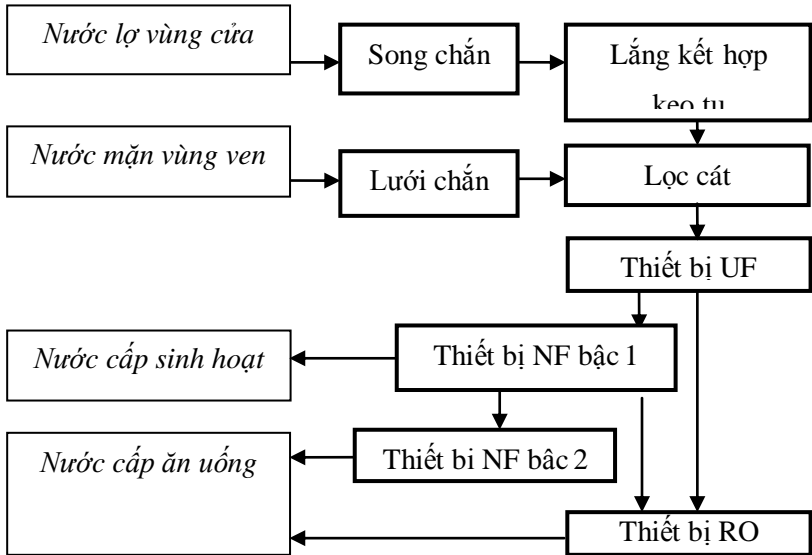 Nước lợ vùng cửa
Song chắn
Lắng kết hợp
keo tụ
Nước mặn vùng ven
Lưới chắn
Lọc cát
Thiết bị UF
Nước cấp sinh hoạt
Thiết bị NF bậc 1
Nước cấp ăn uống
Thiết bi NF bâc 2
Thiết bị RO